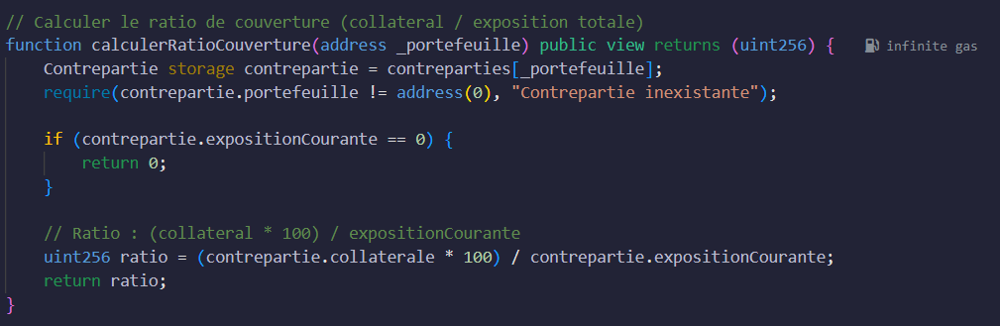 // Calculer le ratio de couverture (collateral / exposition totale)
function calculerRatioCouverture(address _portefeuille) public view returns (uint256) { infinite gas
Contrepartie storage contrepartie = contreparties[_portefeuille];
require(contrepartie.portefeuille != address(0), "Contrepartie inexistante");
if (contrepartie.expositionCourante == 0) {
return 0;
}
// Ratio : (collateral * 100) / expositionCourante
uint256 ratio = (contrepartie.collaterale * 100) / contrepartie.expositionCourante;
return ratio;
}